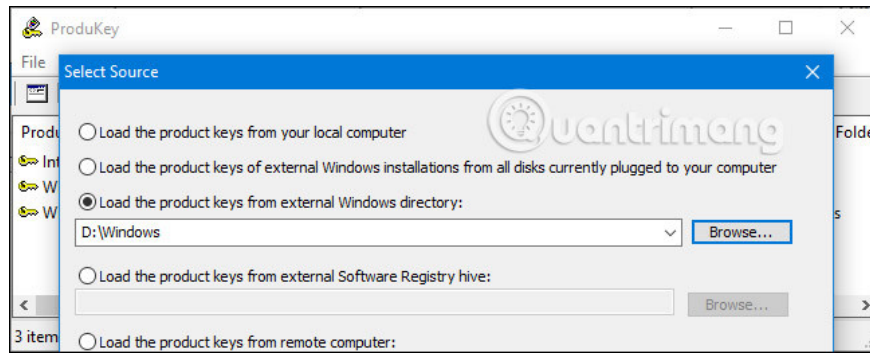 ProduKey
File
Select Source
Quantrimang
Produ
Folde
Load the product keys from your local computer
Int
Load the product keys of external Windows installations from all disks currently plugged to your computer
W
Load the product keys from external Windows directory:
W
s
D:\Windows
Browse...
Load the product keys from external Software Registry hive:
Browse...
3 item
Load the product keys from remote computer: